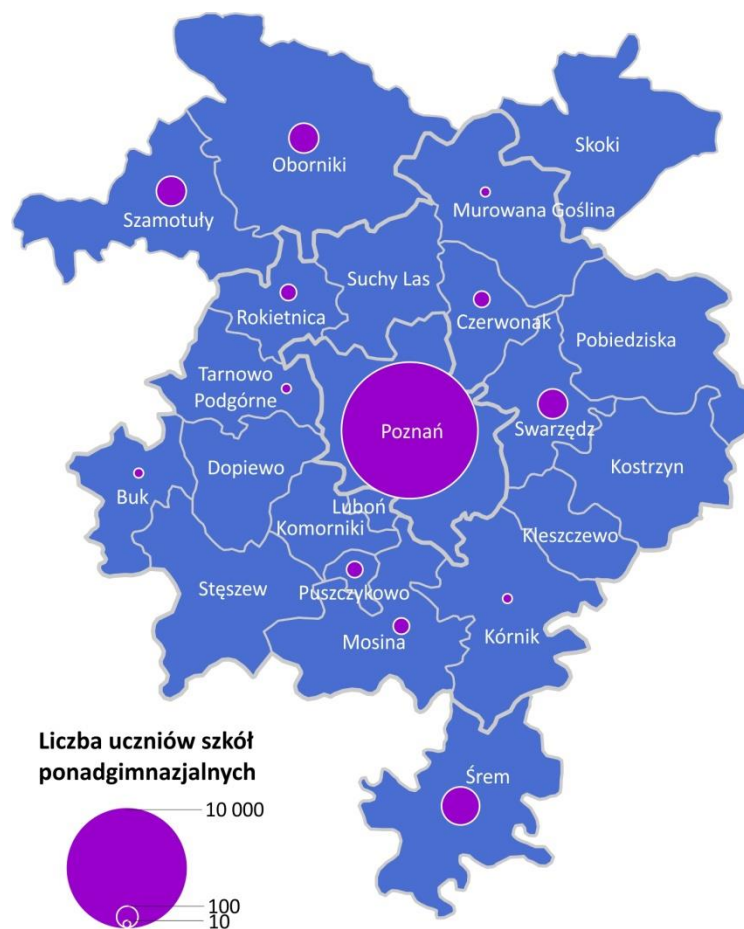 Skoki
Oborniki
Murowana Goślina
Szamotuły
Suchy Las
Rokietnica
Czerwonak
Pobiedziska
Tarnowo
Podgórne
Poznań
Swarzędz
Dopiewo
Kostrzyn
Buk
Luboń
Komorniki
Kleszczewo
Stęszew
Puszczykowo
Mosina
Kórnik
Liczba uczniów szkół
ponadgimnazjalnych
Śrem
10 000
100
10